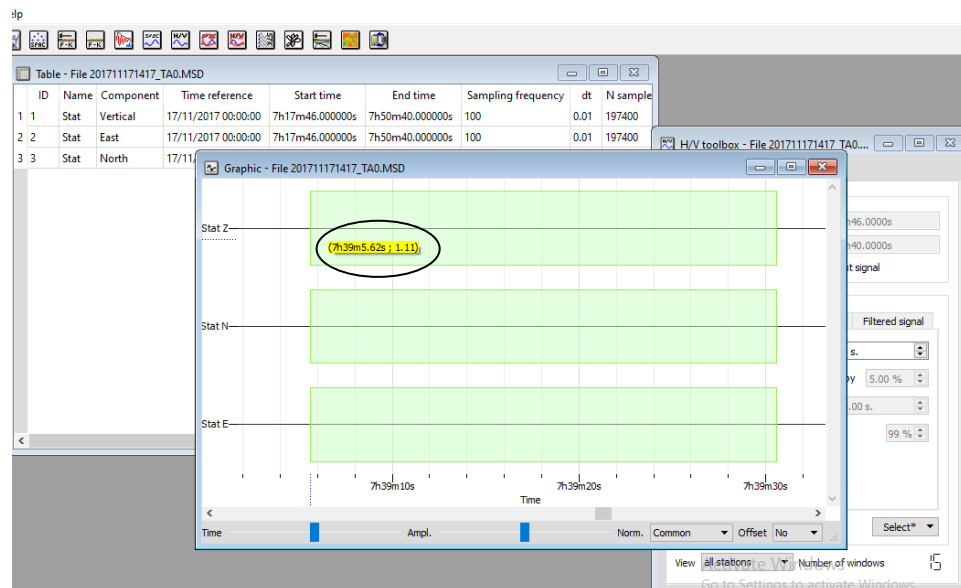 elp
SPAC F-K F-K SPEC H/V
Table - File 201711171417_TA0.MSD
ID Name Component Time reference Start time End time Sampling frequency dt N sample
1 1 Stat Vertical 17/11/2017 00:00:00 7h17m46.000000s 7h50m40.000000s 100 0.01 197400
2 2 Stat East 17/11/2017 00:00:00 7h17m46.000000s 7h50m40.000000s 100 0.01 197400
3 3 Stat North 17/11/
H/V toolbox - File 201711171417_TA0....
Graphic - File 201711171417_TA0.MSD
Stat Z
(7h39m5.62s ; 1.11)
Stat N
Stat E
7h39m10s 7h39m20s 7h39m30s
Time
Time Ampl. Norm. Common Offset No
h46.0000s
h40.0000s
t signal
Filtered signal
s.
by 5.00 %
.00 s.
99 %
Select*
View all stations Number of windows 15
Activate Windows
Go to Settings to activate Windows.